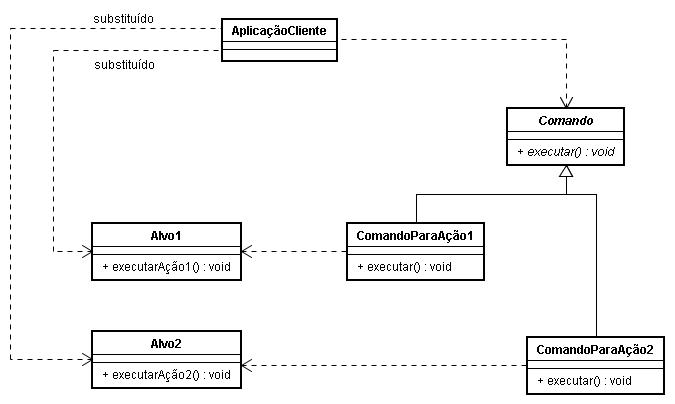 substituído
AplicaçãoCliente
substituído
Comando
+ executar() : void
Alvo1
+ executarAção1() : void
ComandoParaAção1
+ executar() : void
Alvo2
+ executarAção2() : void
ComandoParaAção2
+ executar() : void